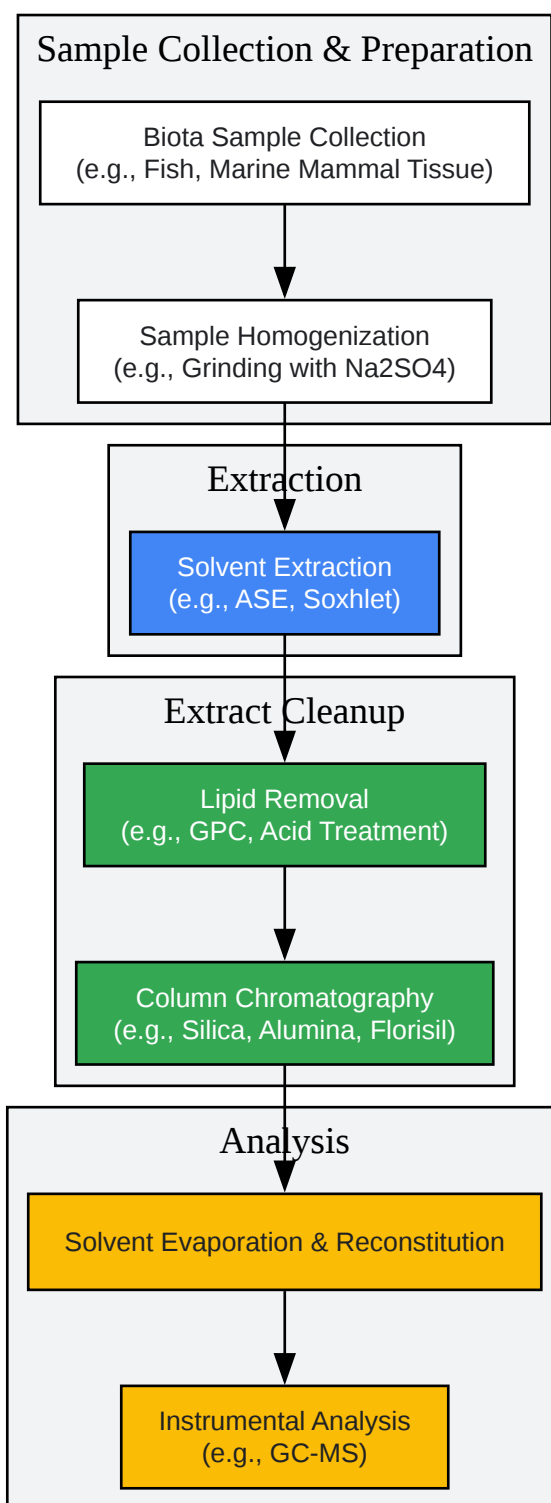 Sample Collection & Preparation
Biota Sample Collection
(e.g., Fish, Marine Mammal Tissue)
Sample Homogenization
(e.g., Grinding with Na2SO4)
Extraction
Solvent Extraction
(e.g., ASE, Soxhlet)
Extract Cleanup
Lipid Removal
(e.g., GPC, Acid Treatment)
Column Chromatography
(e.g., Silica, Alumina, Florisil)
Analysis
Solvent Evaporation & Reconstitution
Instrumental Analysis
(e.g., GC-MS)